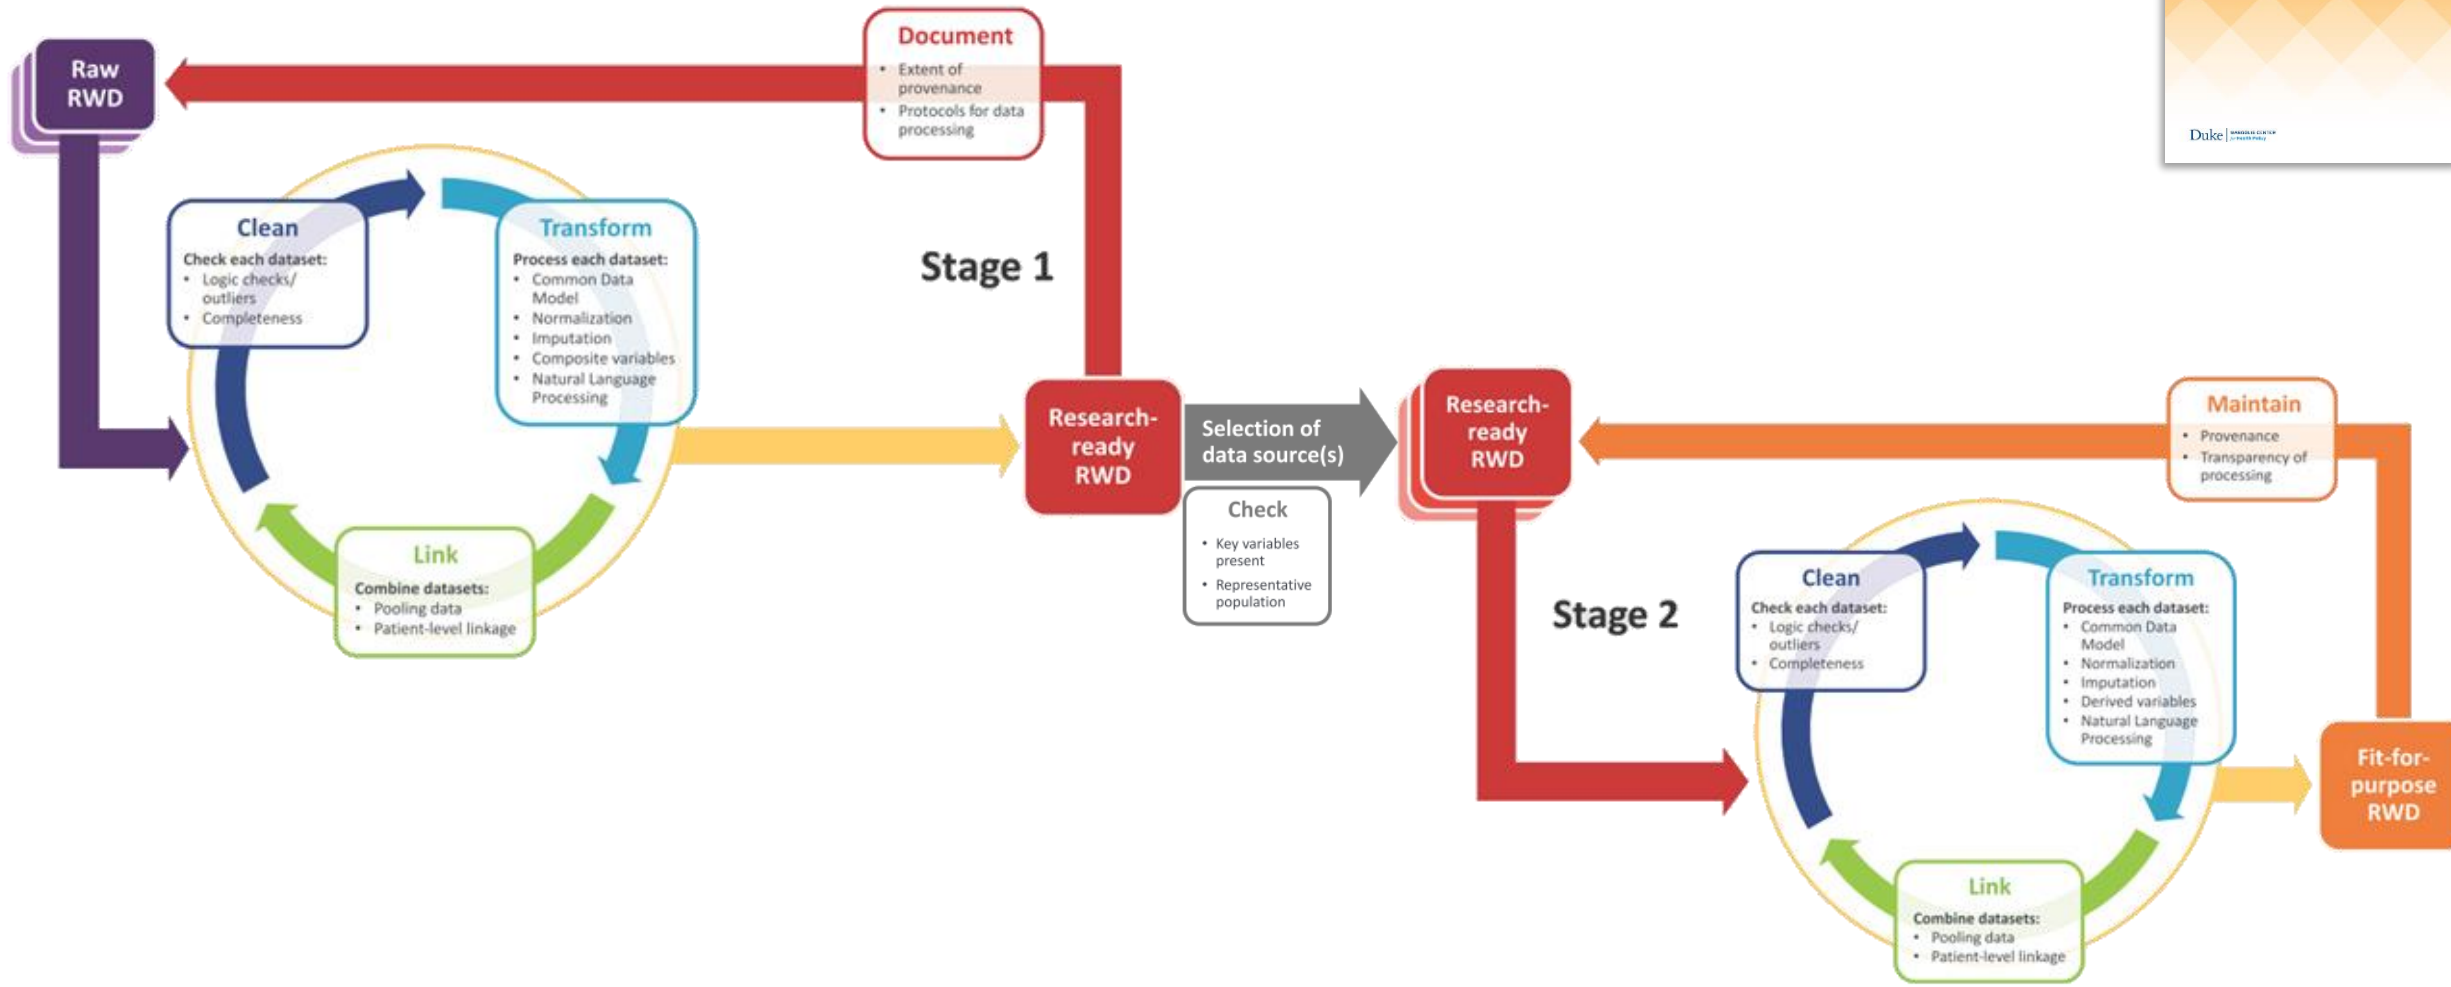 Raw
RWD
Document
• Extent of
provenance
• Protocols for data
processing
Clean
Check each dataset:
• Logic checks/
outliers
• Completeness
Transform
Process each dataset:
• Common Data
Model
• Normalization
• Imputation
• Composite variables
• Natural Language
Processing
Link
Combine datasets:
• Pooling data
• Patient-level linkage
Stage 1
Research-
ready
RWD
Selection of
data source(s)
Check
• Key variables
present
• Representative
population
Research-
ready
RWD
Stage 2
Maintain
• Provenance
• Transparency of
processing
Clean
Check each dataset:
• Logic checks/
outliers
• Completeness
Transform
Process each dataset:
• Common Data
Model
• Normalization
• Imputation
• Derived variables
• Natural Language
Processing
Link
Combine datasets:
• Pooling data
• Patient-level linkage
Fit-for-
purpose
RWD
Duke